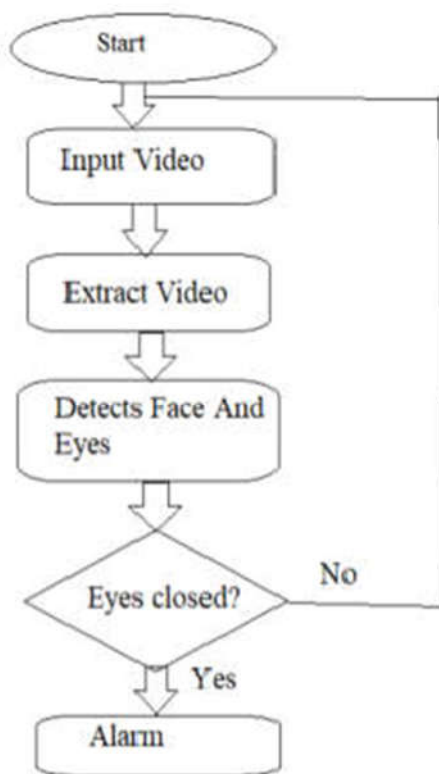 Start
Input Video
Extract Video
Detects Face And
Eyes
Eyes closed?
No
Yes
Alarm